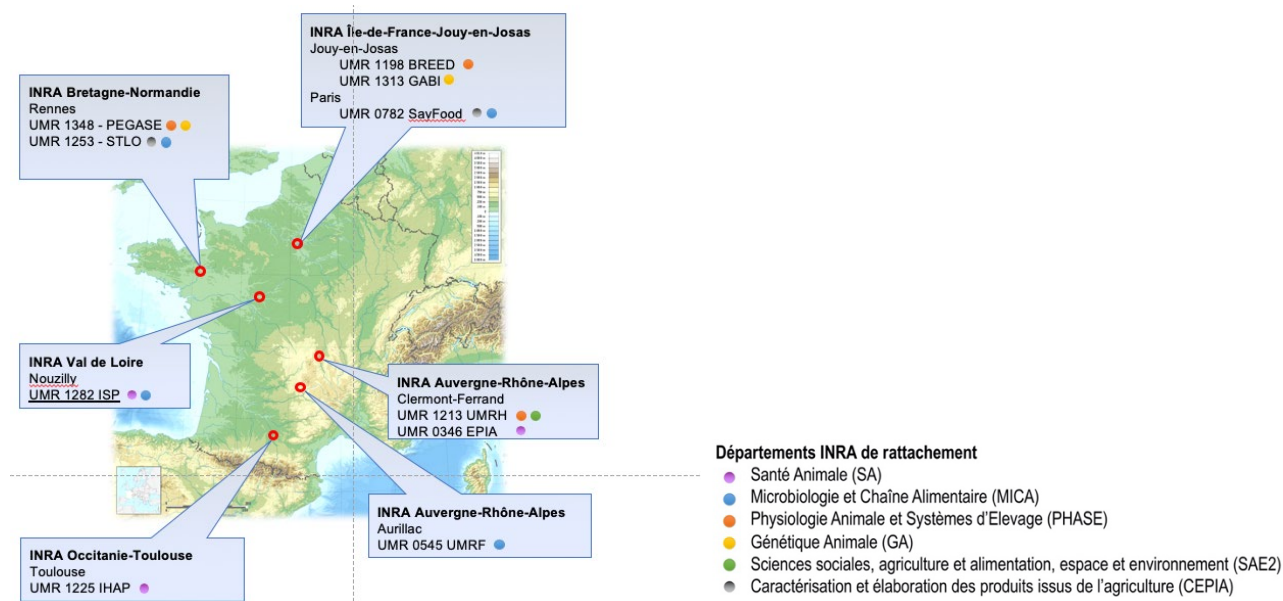 INRA Île-de-France-Jouy-en-Josas
Jouy-en-Josas
UMR 1198 BREED
UMR 1313 GABI
Paris
UMR 0782 SayFood
INRA Bretagne-Normandie
Rennes
UMR 1348 - PEGASE
UMR 1253 - STLO
INRA Val de Loire
Nouzilly
UMR 1282 ISP
INRA Auvergne-Rhône-Alpes
Clermont-Ferrand
UMR 1213 UMRH
UMR 0346 EPIA
INRA Auvergne-Rhône-Alpes
Aurillac
UMR 0545 UMRF
INRA Occitanie-Toulouse
Toulouse
UMR 1225 IHAP
Départements INRA de rattachement
Santé Animale (SA)
Microbiologie et Chaîne Alimentaire (MICA)
Physiologie Animale et Systèmes d'Elevage (PHASE)
Génétique Animale (GA)
Sciences sociales, agriculture et alimentation, espace et environnement (SAE2)
Caractérisation et élaboration des produits issus de l'agriculture (CEPIA)